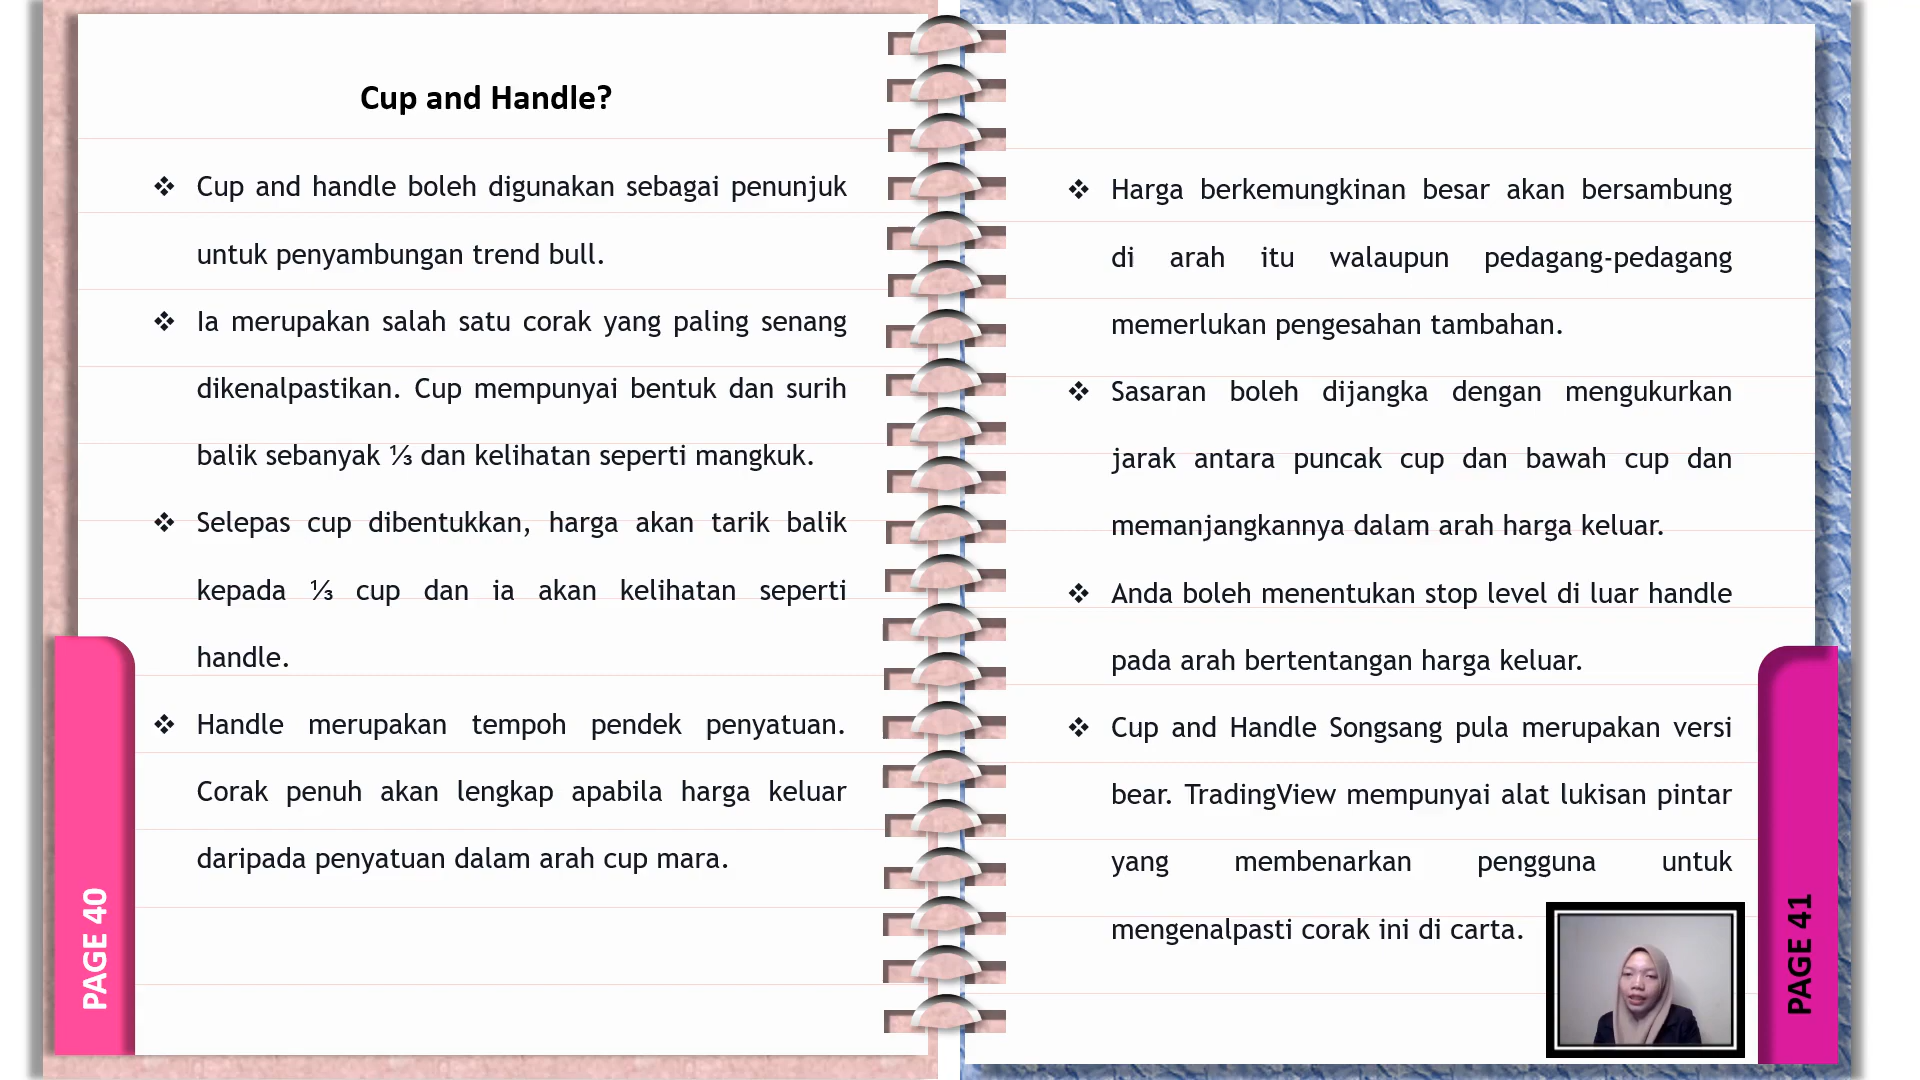 Cup and Handle?
❖ Cup and handle boleh digunakan sebagai penunjuk
untuk penyambungan trend bull.
❖ Ia merupakan salah satu corak yang paling senang
dikenalpastikan. Cup mempunyai bentuk dan surih
balik sebanyak ⅓ dan kelihatan seperti mangkuk.
❖ Selepas cup dibentukkan, harga akan tarik balik
kepada ⅓ cup dan ia akan kelihatan seperti
handle.
❖ Handle merupakan tempoh pendek penyatuan.
Corak penuh akan lengkap apabila harga keluar
daripada penyatuan dalam arah cup mara.
PAGE 40
❖ Harga berkemungkinan besar akan bersambung
di arah itu walaupun pedagang-pedagang
memerlukan pengesahan tambahan.
❖ Sasaran boleh dijangka dengan mengukurkan
jarak antara puncak cup dan bawah cup dan
memanjangkannya dalam arah harga keluar.
❖ Anda boleh menentukan stop level di luar handle
pada arah bertentangan harga keluar.
❖ Cup and Handle Songsang pula merupakan versi
bear. TradingView mempunyai alat lukisan pintar
yang membenarkan pengguna untuk
mengenalpasti corak ini di carta.
PAGE 41